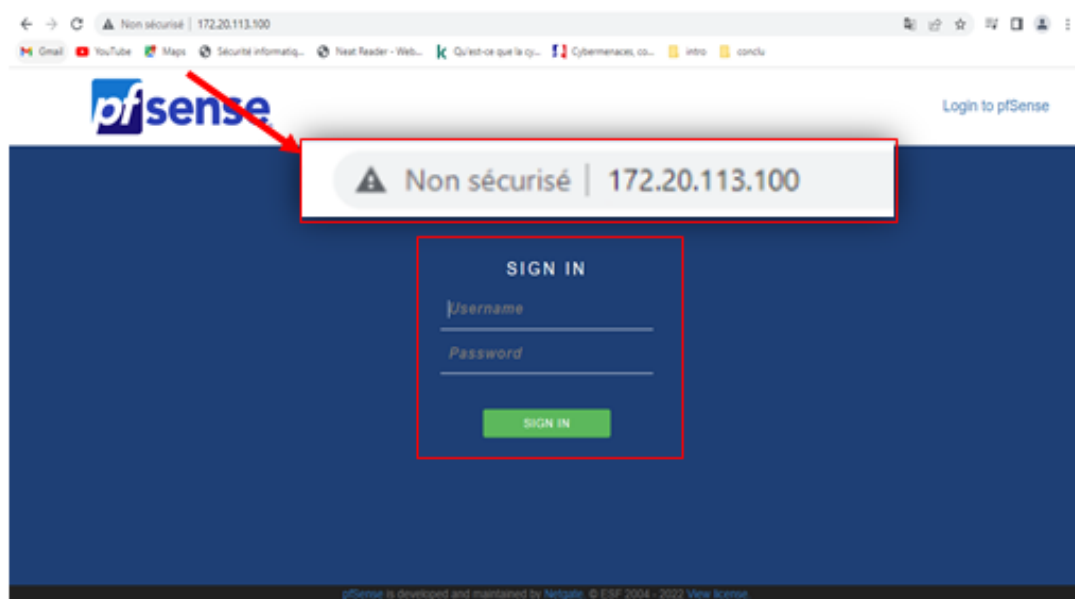 Non sécurisé | 172.20.113.100
Gmail YouTube Maps Sécurité informatiq... Neat Reader - Web... Qu'est-ce que la cy... Cybermenaces, co... intro conclu
pfsense
Login to pfSense
Non sécurisé | 172.20.113.100
SIGN IN
Username
Password
SIGN IN
pfSense is developed and maintained by Netgate. © ESF 2004 - 2022 View license.